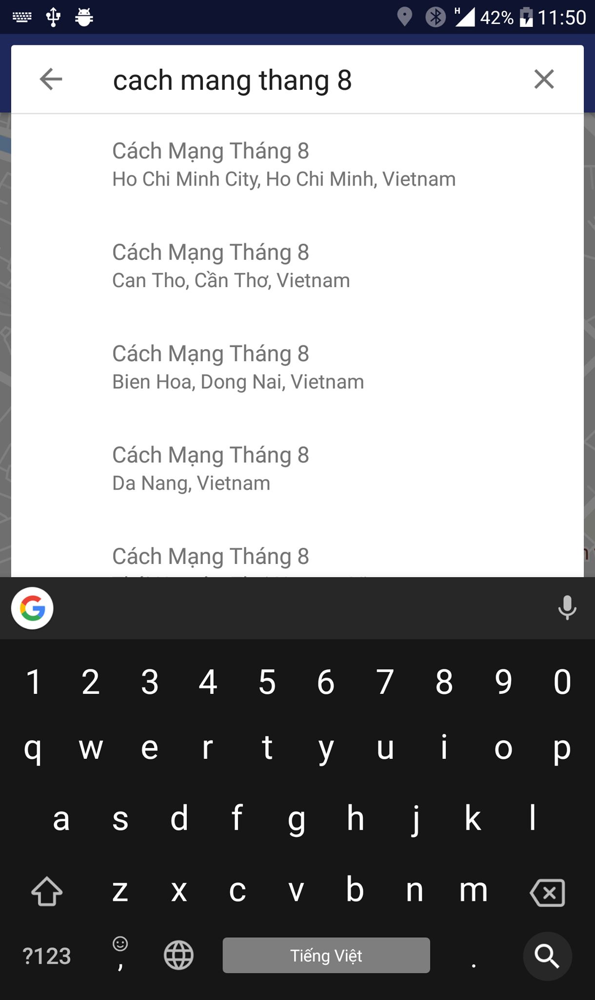 H 42% 11:50
cach mang thang 8
Cách Mạng Tháng 8
Ho Chi Minh City, Ho Chi Minh, Vietnam
Cách Mạng Tháng 8
Can Tho, Cần Thơ, Vietnam
Cách Mạng Tháng 8
Bien Hoa, Dong Nai, Vietnam
Cách Mạng Tháng 8
Da Nang, Vietnam
Cách Mạng Tháng 8
G
1 2 3 4 5 6 7 8 9 0
q w e r t y u i o p
a s d f g h j k l
z x c v b n m
?123 , Tiếng Việt .